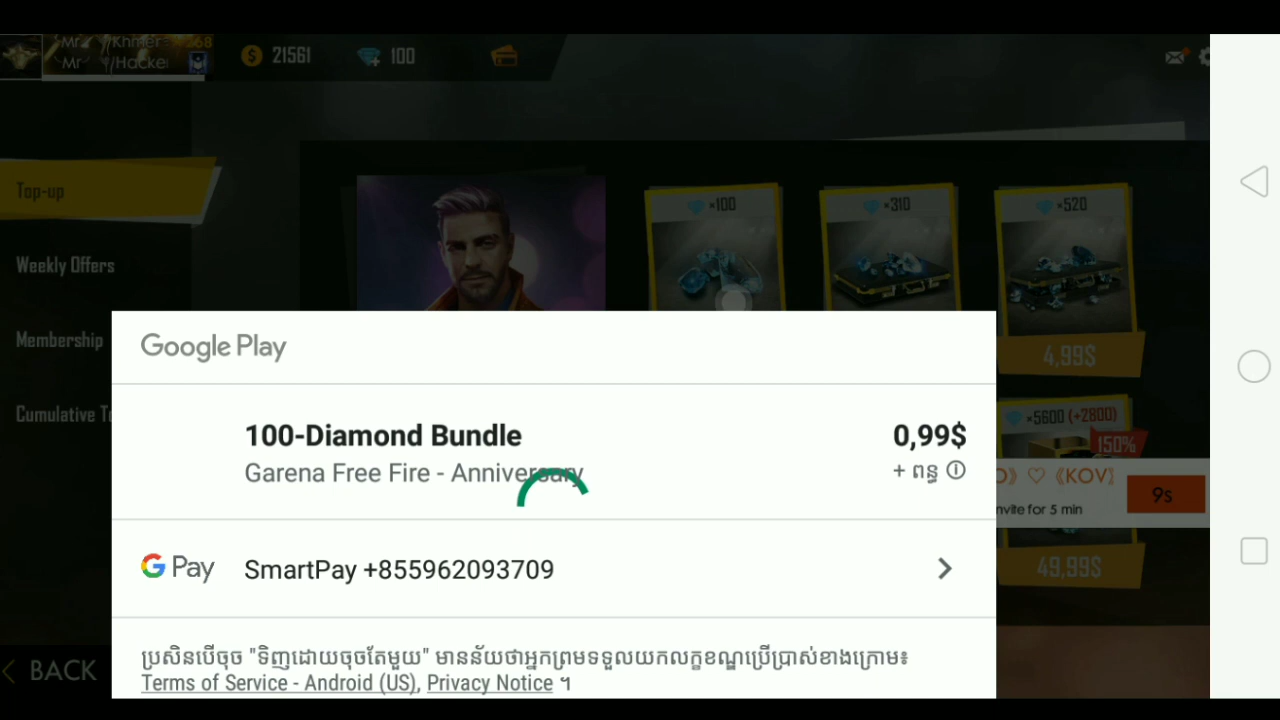 Mr Khmer 268
Mr Hacker
21561
100
Top-up
×100
×310
×520
Weekly Offers
Membership
4,99$
Google Play
Cumulative
×5600 (+2800)
150%
100-Diamond Bundle
0,99$
Garena Free Fire - Anniversary
+ ពន្ធ
《KOV》
9s
nvite for 5 min
G Pay
SmartPay +855962093709
49,99$
ប្រសិនបើចុច "ទិញដោយចុចតែមួយ" មានន័យថាអ្នកព្រមទទួលយកលក្ខខណ្ឌប្រើប្រាស់ខាងក្រោម៖
BACK
Terms of Service - Android (US), Privacy Notice ។